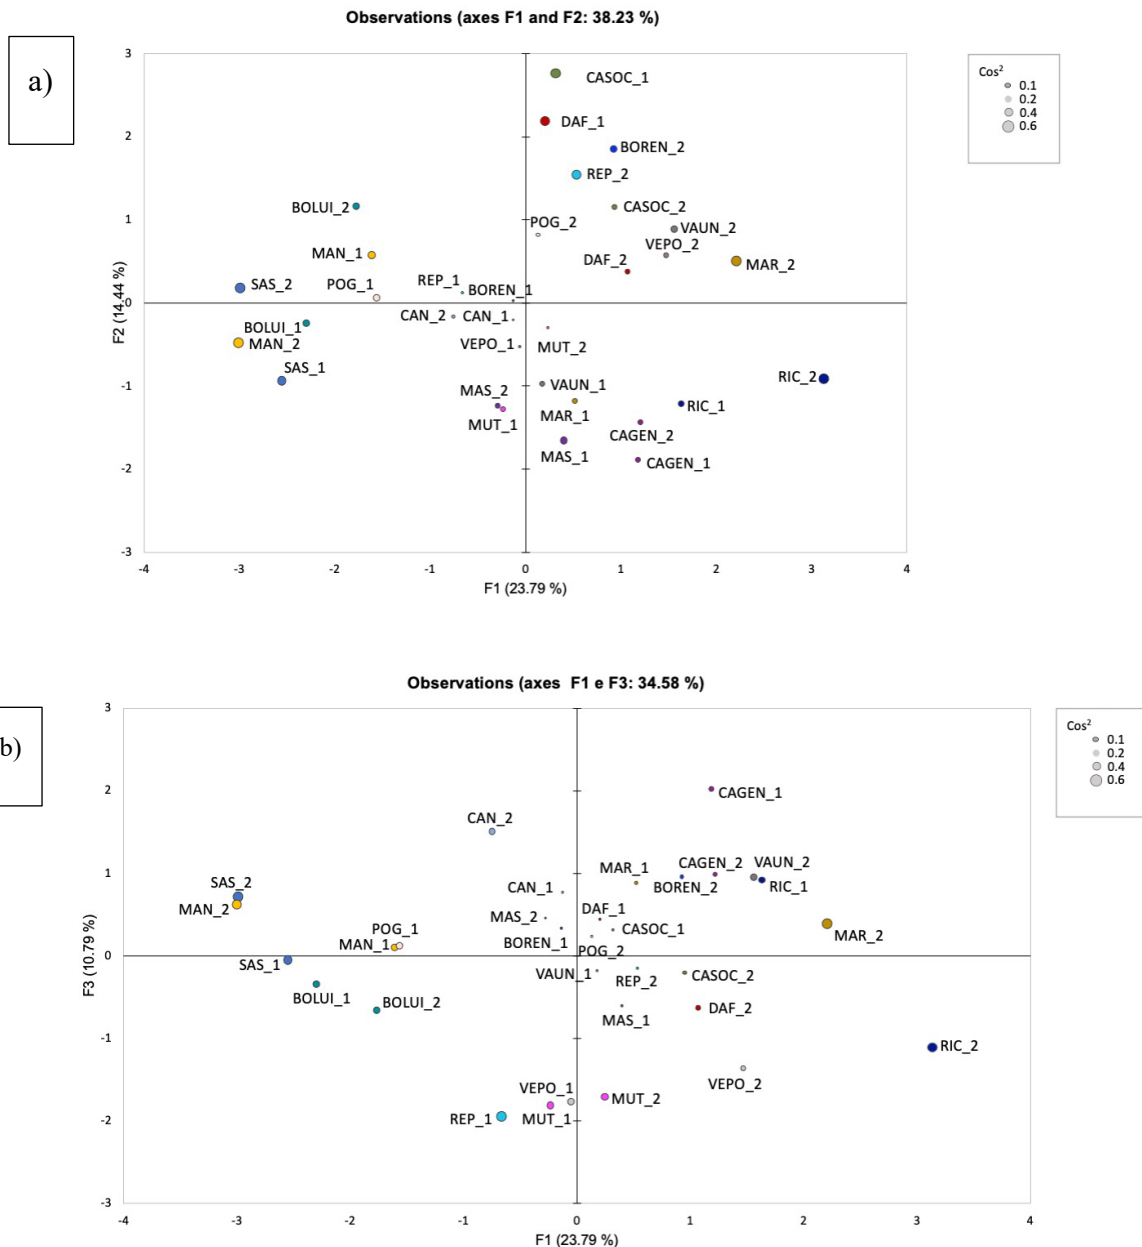 Observations (axes F1 and F2: 38.23 %)
a)
3
2
1
0
-1
-2
-3
F2 (14.44 %)
-4 -3 -2 -1 0 1 2 3 4
F1 (23.79 %)
Cos2
0.1
0.2
0.4
0.6
CASOC_1
DAF_1
BOREN_2
REP_2
BOLUI_2
CASOC_2
POG_2
VAUN_2
VEPO_2
MAN_1
DAF_2
MAR_2
SAS_2
POG_1
REP_1
BOREN_1
CAN_2
CAN_1
BOLUI_1
MAN_2
VEPO_1
MUT_2
SAS_1
RIC_2
VAUN_1
MAS_2
MAR_1
RIC_1
MUT_1
CAGEN_2
MAS_1
CAGEN_1
Observations (axes F1 e F3: 34.58 %)
b)
3
2
1
0
-1
-2
-3
F3 (10.79 %)
-4 -3 -2 -1 0 1 2 3 4
F1 (23.79 %)
Cos2
0.1
0.2
0.4
0.6
CAGEN_1
CAN_2
CAGEN_2
VAUN_2
MAR_1
SAS_2
CAN_1
BOREN_2
RIC_1
MAN_2
DAF_1
MAS_2
POG_1
CASOC_1
MAR_2
MAN_1
BOREN_1
POG_2
SAS_1
VAUN_1
REP_2
CASOC_2
BOLUI_1
BOLUI_2
DAF_2
MAS_1
RIC_2
VEPO_2
VEPO_1
MUT_2
REP_1
MUT_1